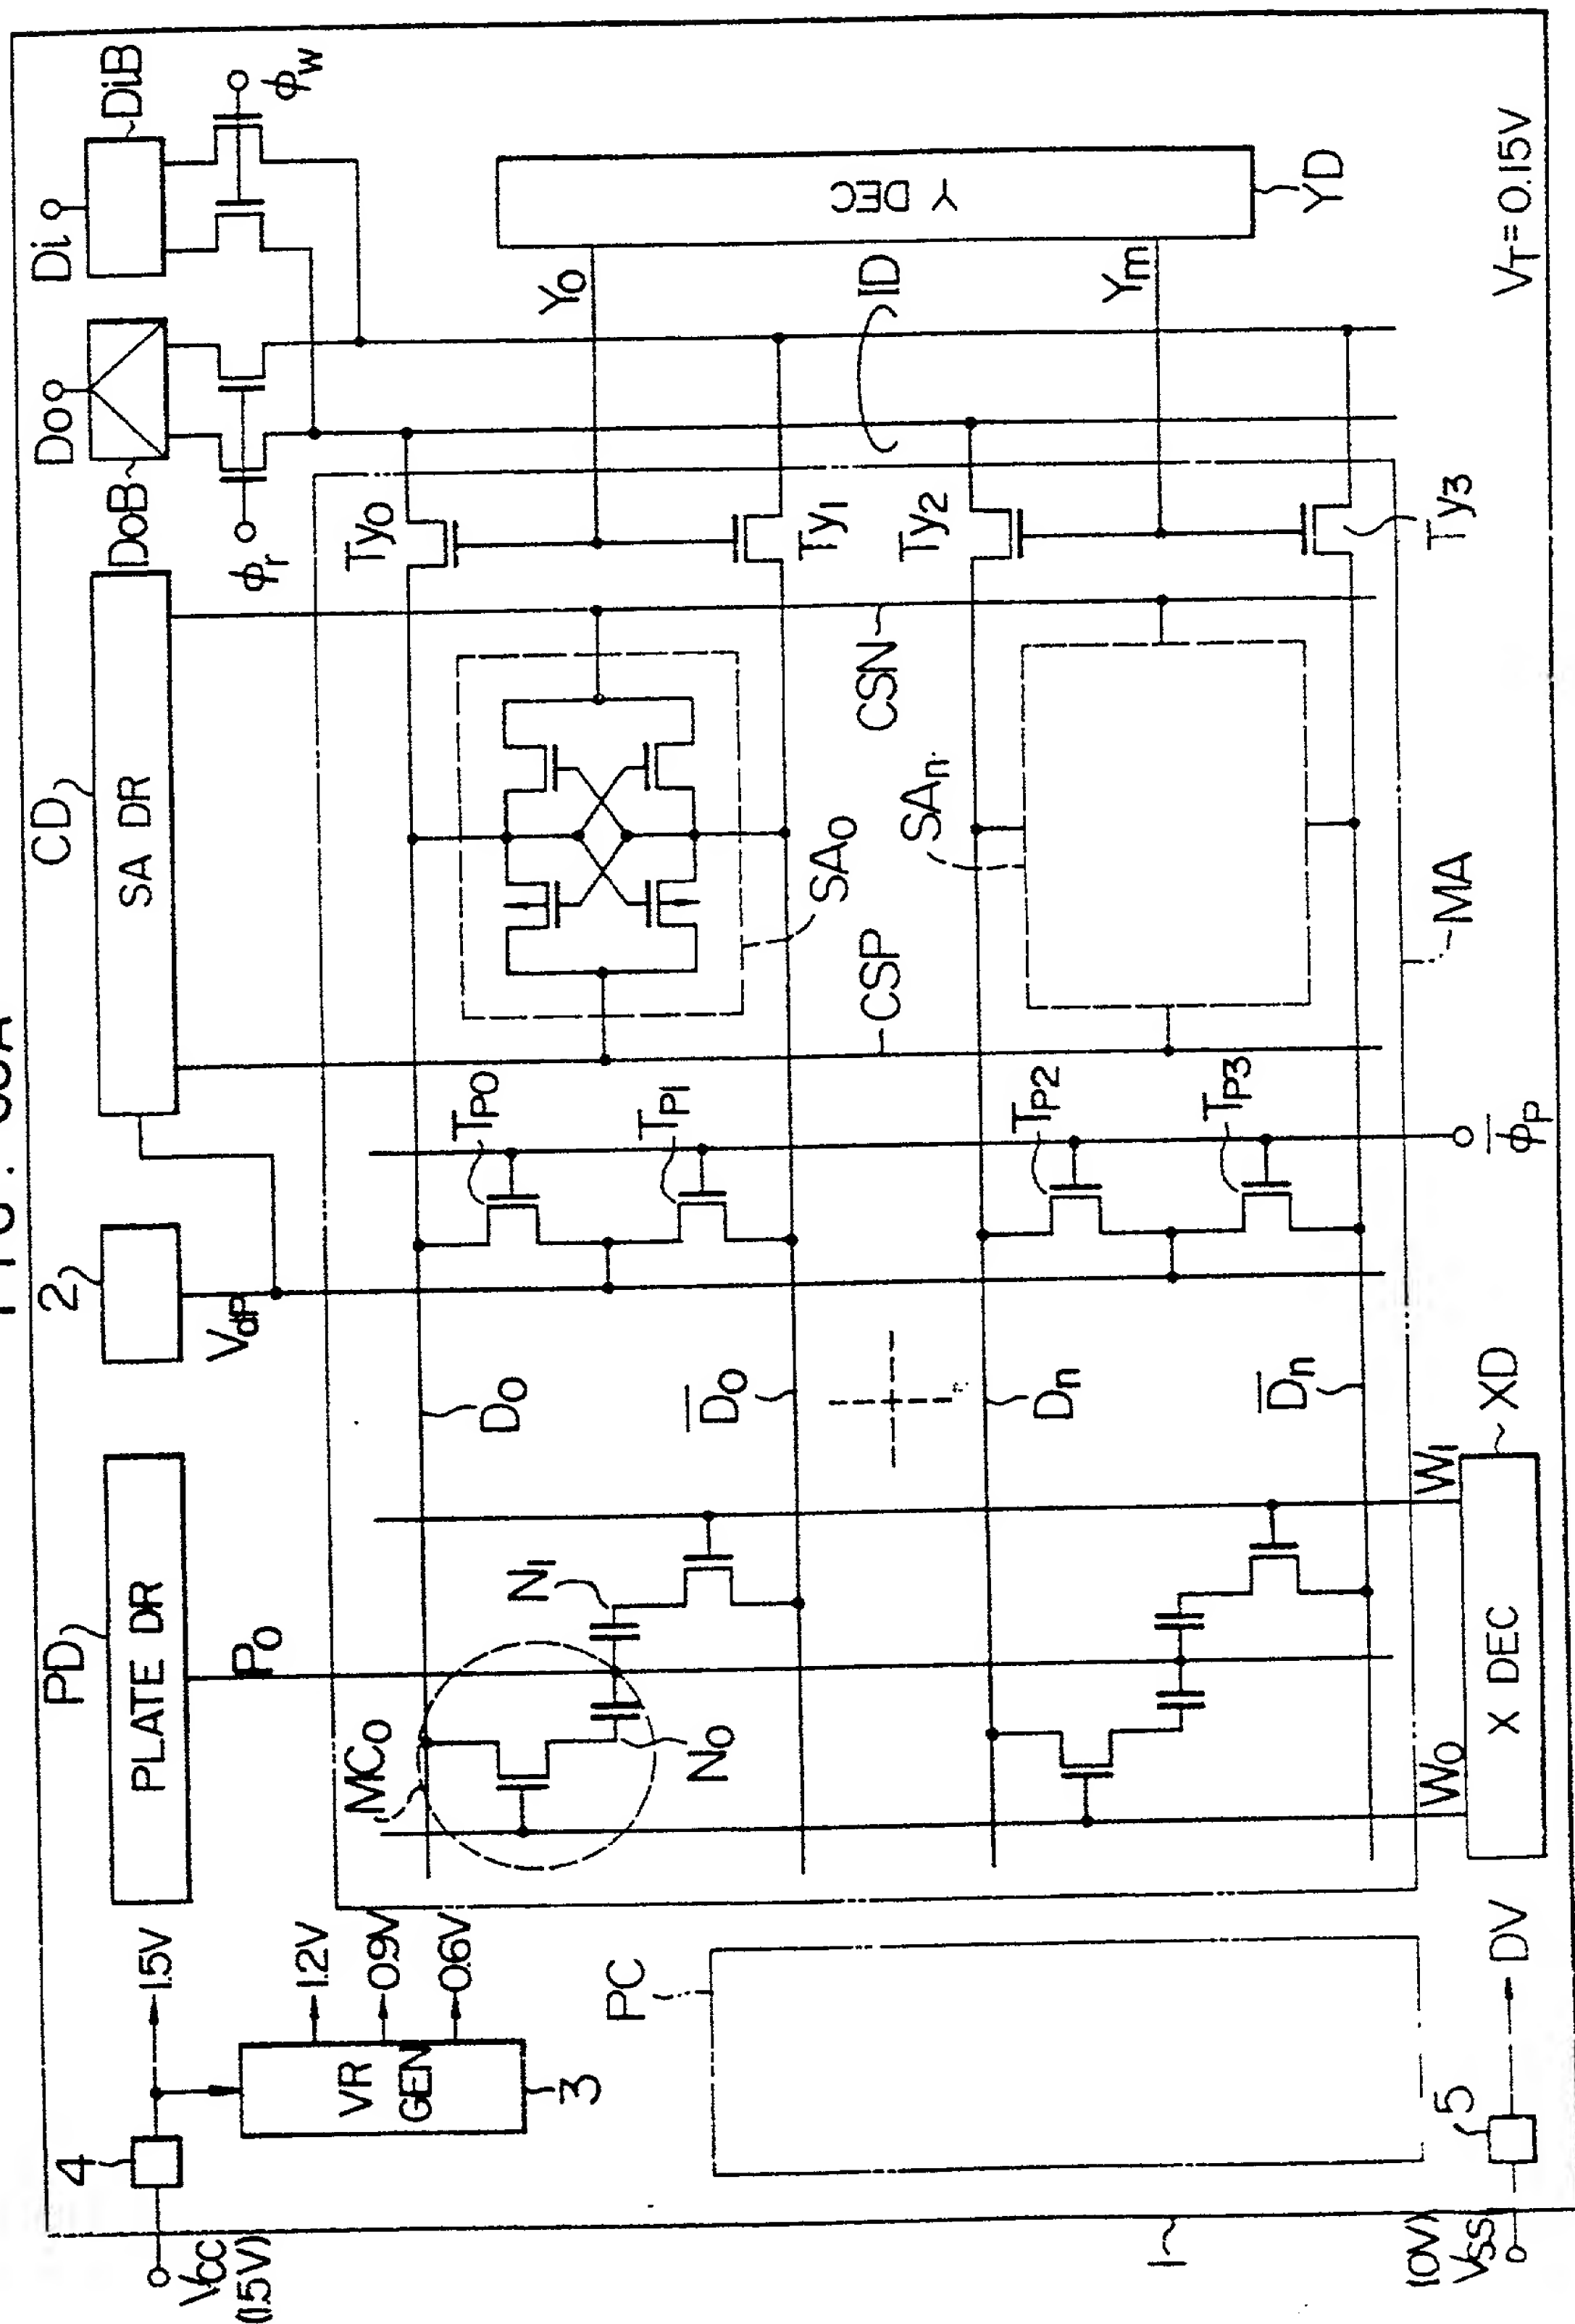 PD
2
CD
Do
Di
PLATE DR
SA DR
DoB
DiB
P0
VdP
φr
φw
4
1.5V
VCC
(1.5V)
VR
GEN
3
1.2V
0.9V
0.6V
MC0
N0
N1
D0
D̅0
TP0
TP1
SA0
CSP
CSN
Ty0
Ty1
Y0
ID
Y DEC
YD
PC
Dn
D̅n
TP2
TP3
SAn
Ty2
Ty3
Ym
MA
φ̅P
W0
W1
X DEC
XD
1
5
DV
(0V)
VSS
VT=0.15V